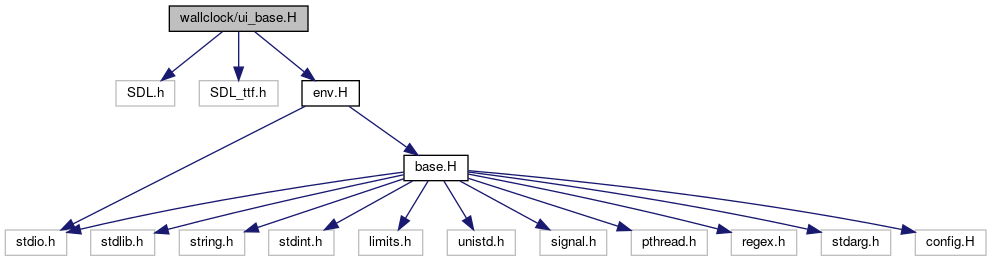 wallclock/ui_base.H
SDL.h
SDL_ttf.h
env.H
base.H
stdio.h
stdlib.h
string.h
stdint.h
limits.h
unistd.h
signal.h
pthread.h
regex.h
stdarg.h
config.H